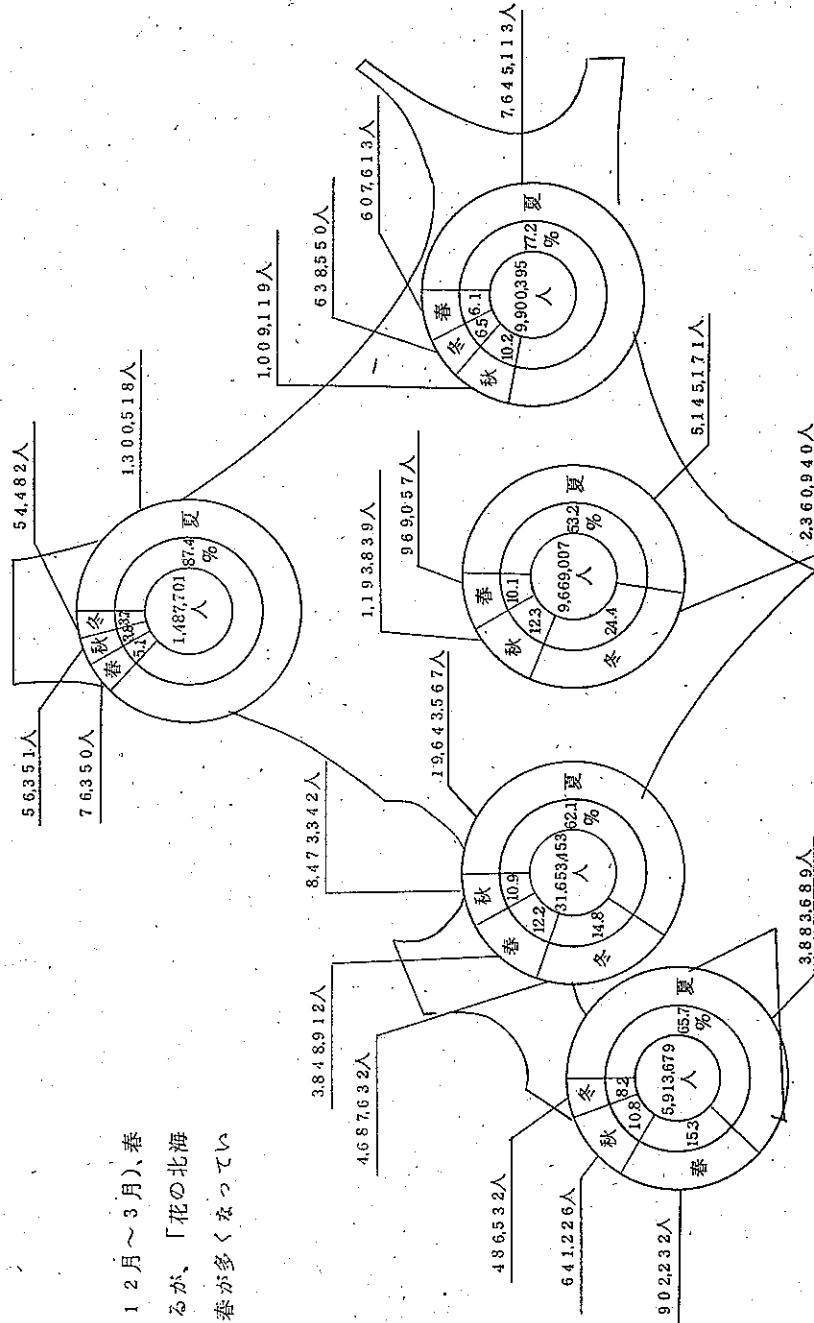 12月～3月)、春
るが、「花の北海
春が多くなってい
54,482人
56,351人
76,350人
1,300,518人
冬
秋
春
夏
3.7
3.8
5.1
87.4
%
1,487,701
人
607,613人
638,550人
1,009,119人
7,645,113人
春
冬
秋
夏
6.1
6.5
10.2
77.2
%
9,900,395
人
969,057人
1,193,839人
5,145,171人
2,360,940人
春
秋
冬
夏
10.1
12.3
24.4
53.2
%
9,669,007
人
19,643,567人
8,473,342人
3,848,912人
4,687,632人
秋
春
冬
夏
10.9
12.2
14.8
62.1
%
31,653,453
人
486,532人
641,226人
902,232人
3,883,689人
冬
秋
春
夏
8.2
10.8
15.3
65.7
%
5,913,679
人